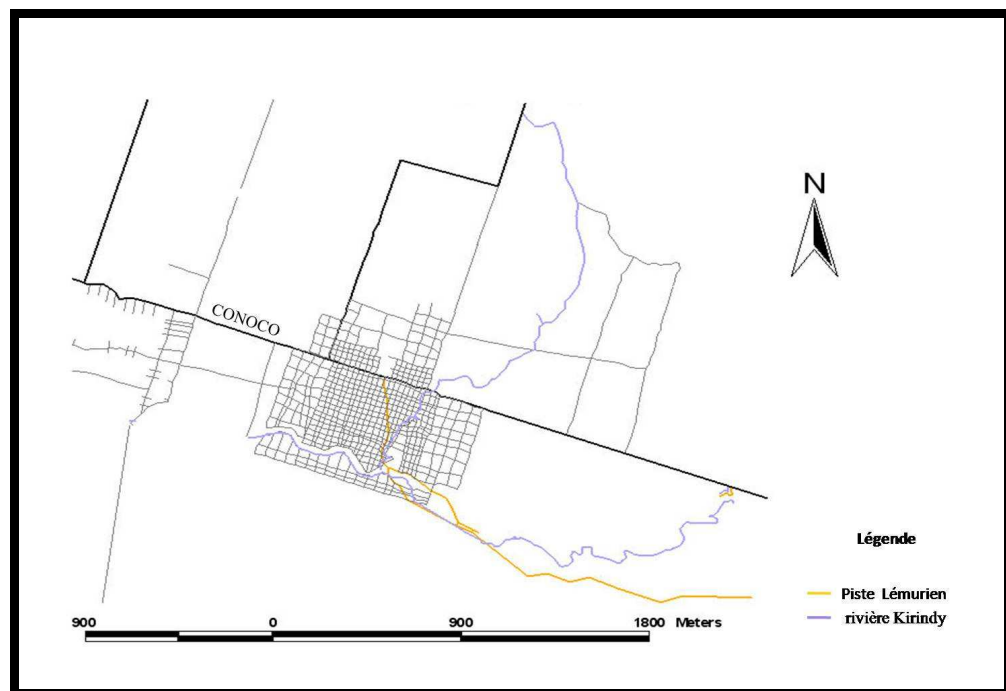 N
CONOCO
Légende
Piste Lémurien
rivière Kirindy
900 0 900 1800 Meters